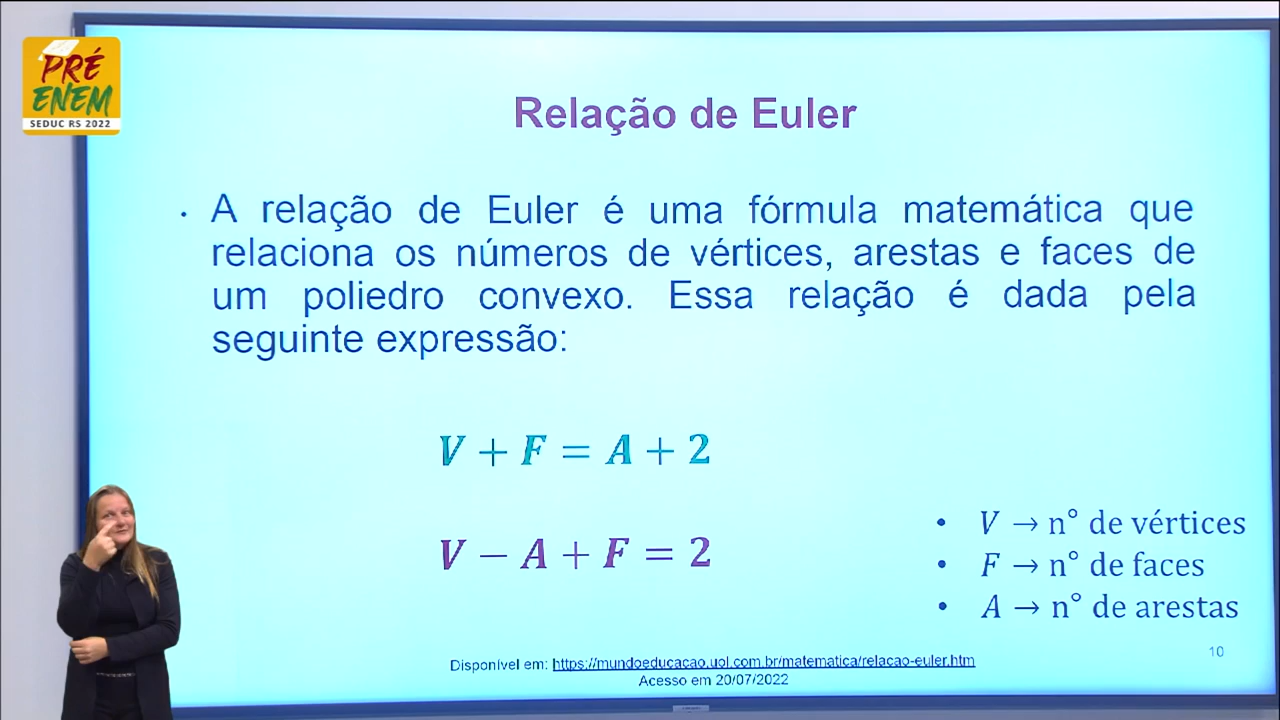 PRÉ
ENEM
SEDUC RS 2022
Relação de Euler
• A relação de Euler é uma fórmula matemática que
relaciona os números de vértices, arestas e faces de
um poliedro convexo. Essa relação é dada pela
seguinte expressão:
V + F = A + 2
V − A + F = 2
• V → n° de vértices
• F → n° de faces
• A → n° de arestas
Disponível em: https://mundoeducacao.uol.com.br/matematica/relacao-euler.htm
Acesso em 20/07/2022
10